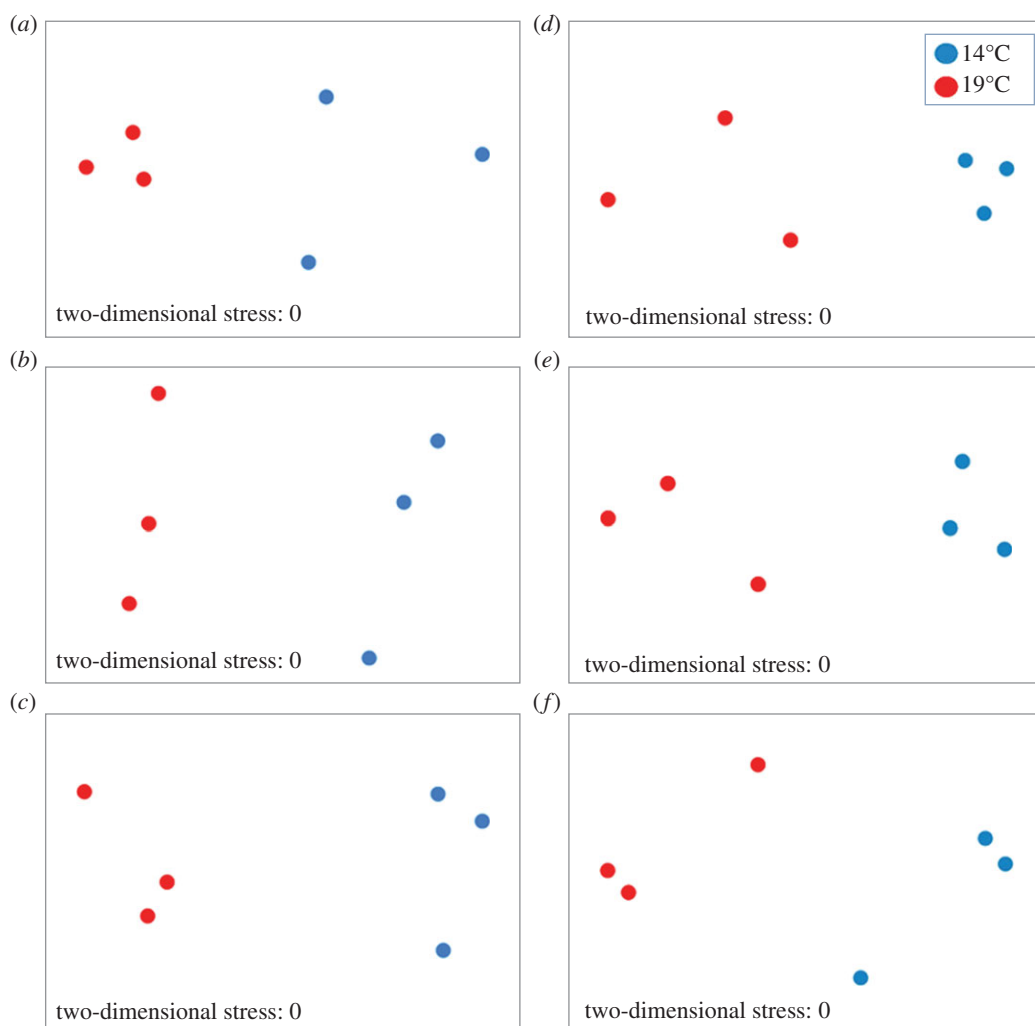 (a)
two-dimensional stress: 0
(b)
two-dimensional stress: 0
(c)
two-dimensional stress: 0
(d)
14°C
19°C
two-dimensional stress: 0
(e)
two-dimensional stress: 0
(f)
two-dimensional stress: 0